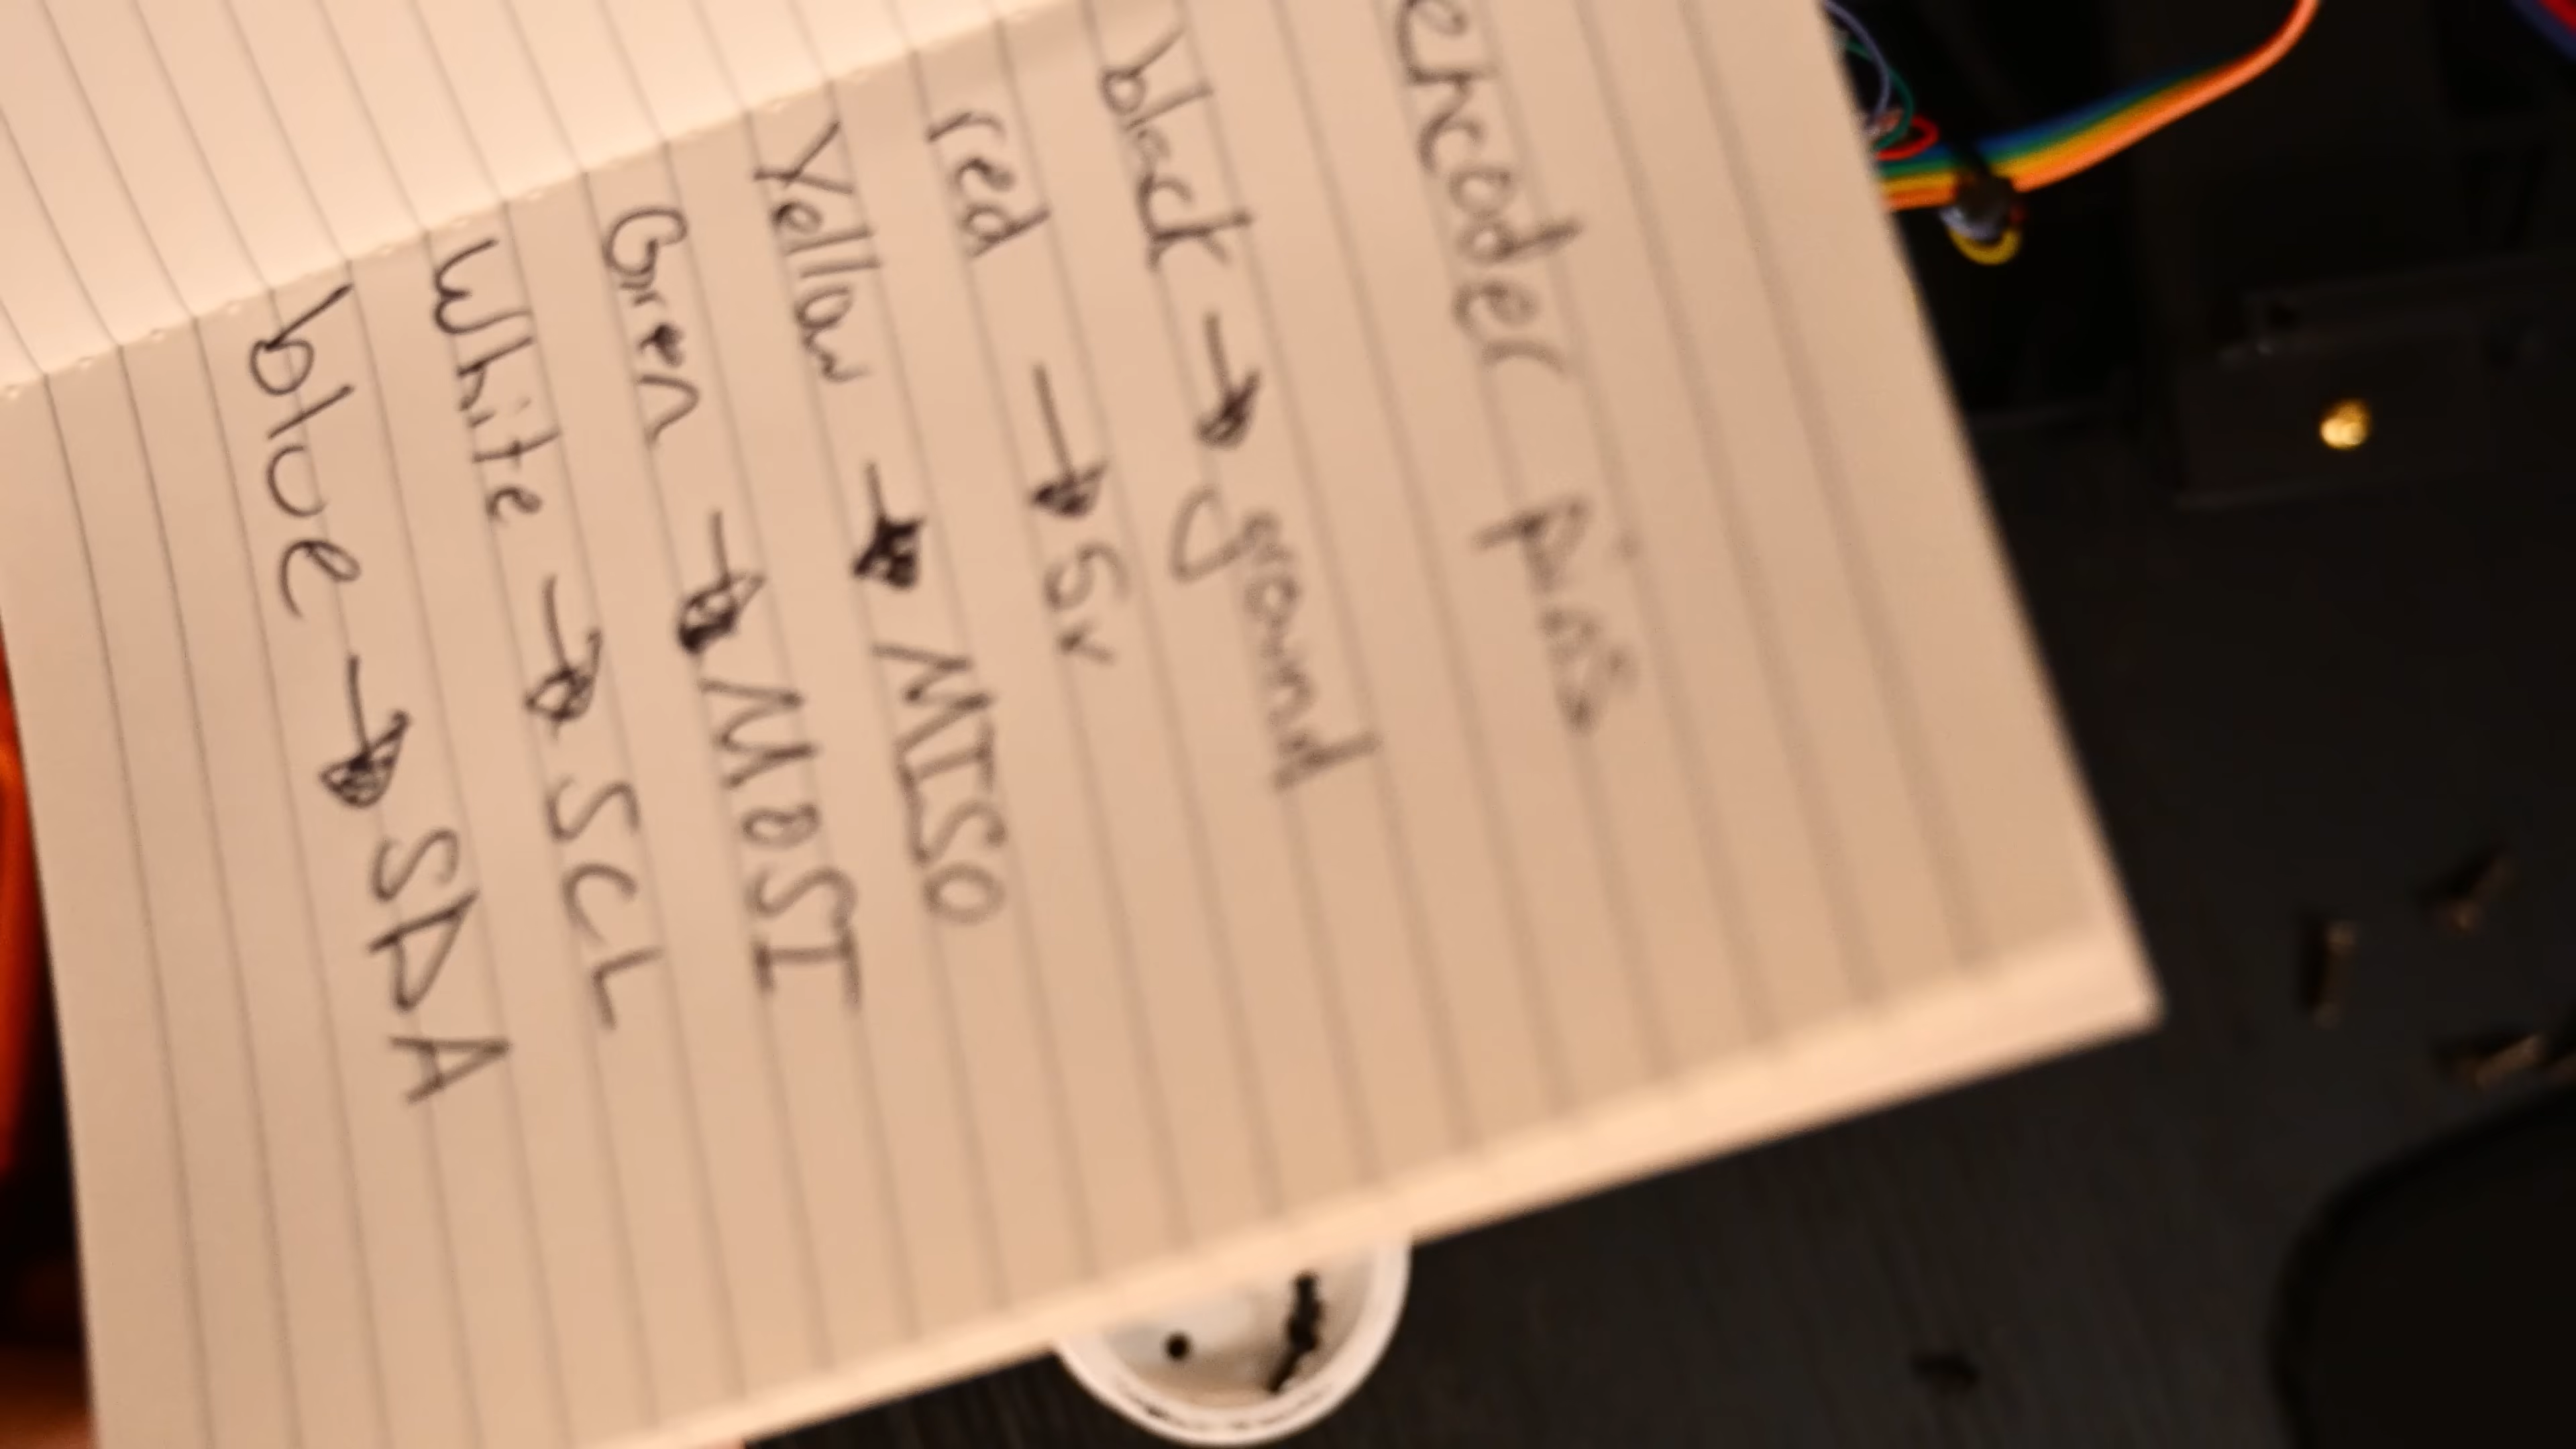 encoder pins
black → ground
red → 5v
Yellow → MISO
Green → MOSI
White → SCL
blue → SDA